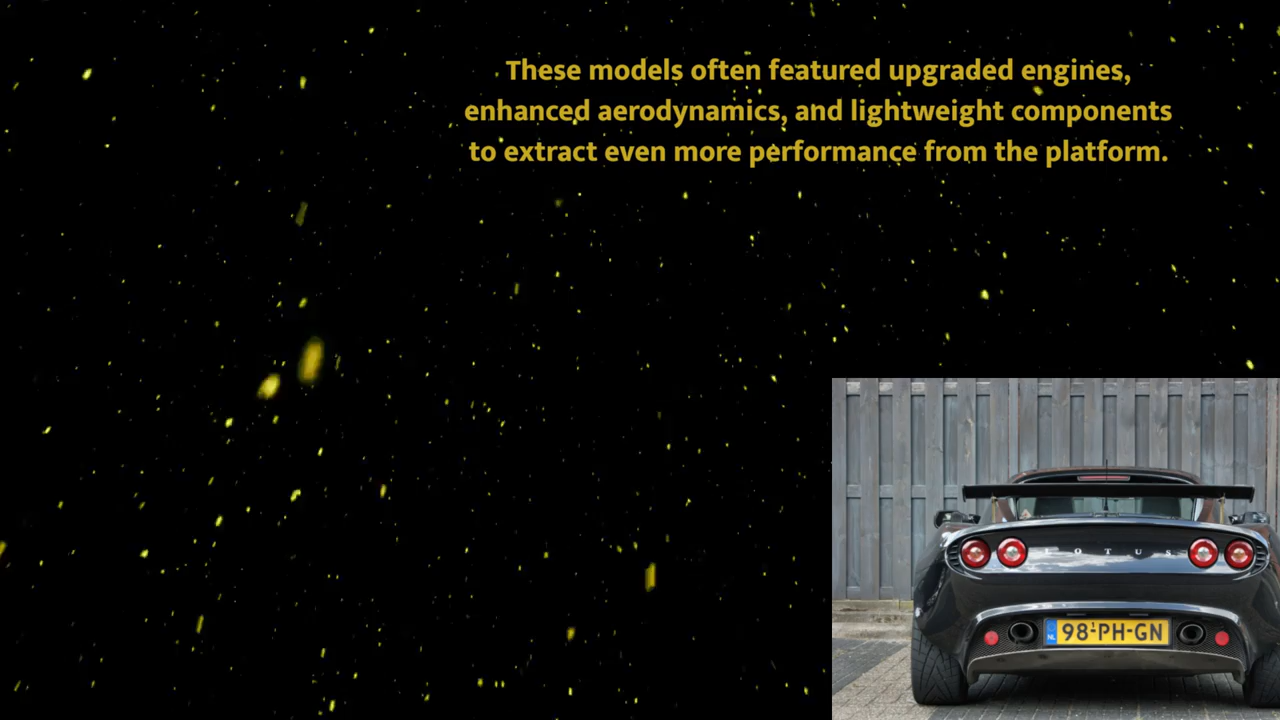 These models often featured upgraded engines,
enhanced aerodynamics, and lightweight components
to extract even more performance from the platform.
LOTUS
NL 98-PH-GN